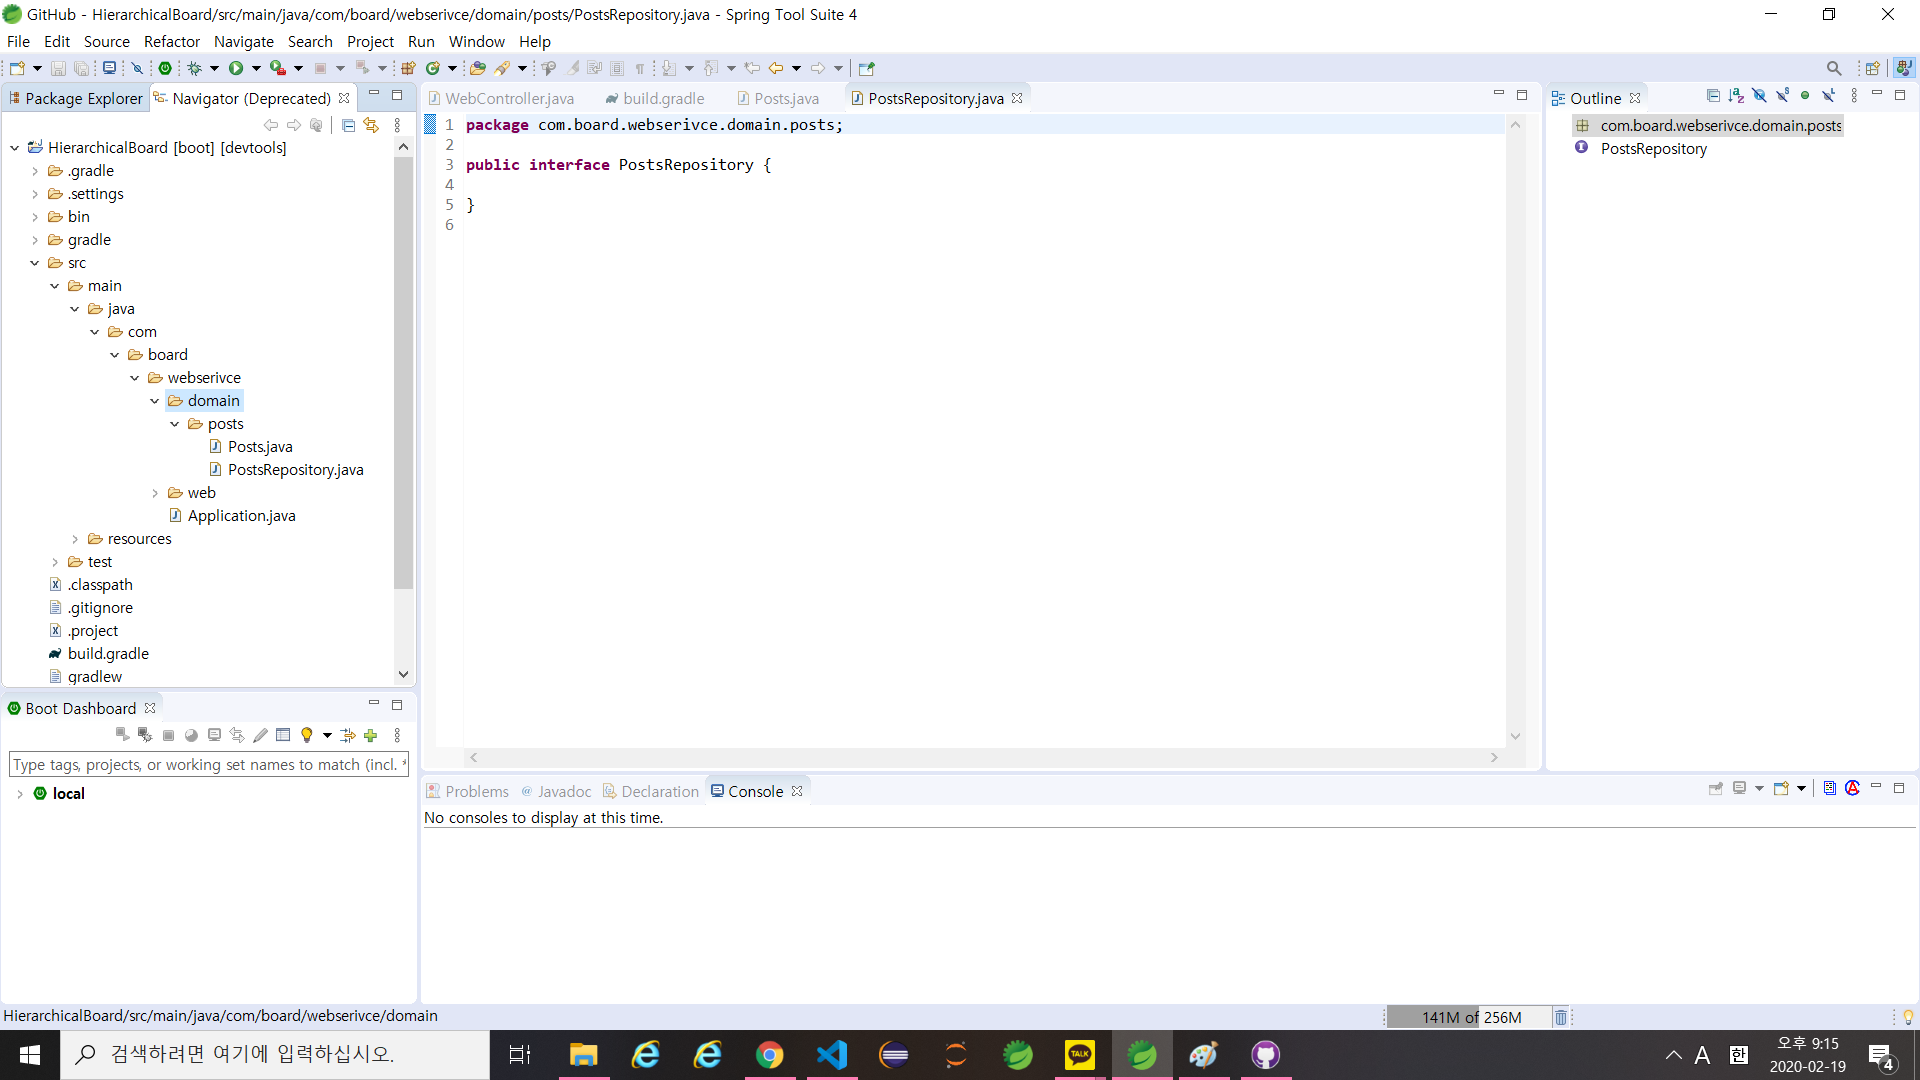 GitHub - HierarchicalBoard/src/main/java/com/board/webserivce/domain/posts/PostsRepository.java - Spring Tool Suite 4
File Edit Source Refactor Navigate Search Project Run Window Help
Package Explorer Navigator (Deprecated)
WebController.java build.gradle Posts.java PostsRepository.java
Outline
HierarchicalBoard [boot] [devtools]
.gradle
.settings
bin
gradle
src
main
java
com
board
webserivce
domain
posts
Posts.java
PostsRepository.java
web
Application.java
resources
test
.classpath
.gitignore
.project
build.gradle
gradlew
1 package com.board.webserivce.domain.posts;
2
3 public interface PostsRepository {
4
5 }
6
com.board.webserivce.domain.posts
PostsRepository
Boot Dashboard
Type tags, projects, or working set names to match (incl. *
local
Problems Javadoc Declaration Console
No consoles to display at this time.
HierarchicalBoard/src/main/java/com/board/webserivce/domain
141M of 256M
검색하려면 여기에 입력하십시오.
TALK
A 한
오후 9:15
2020-02-19
4